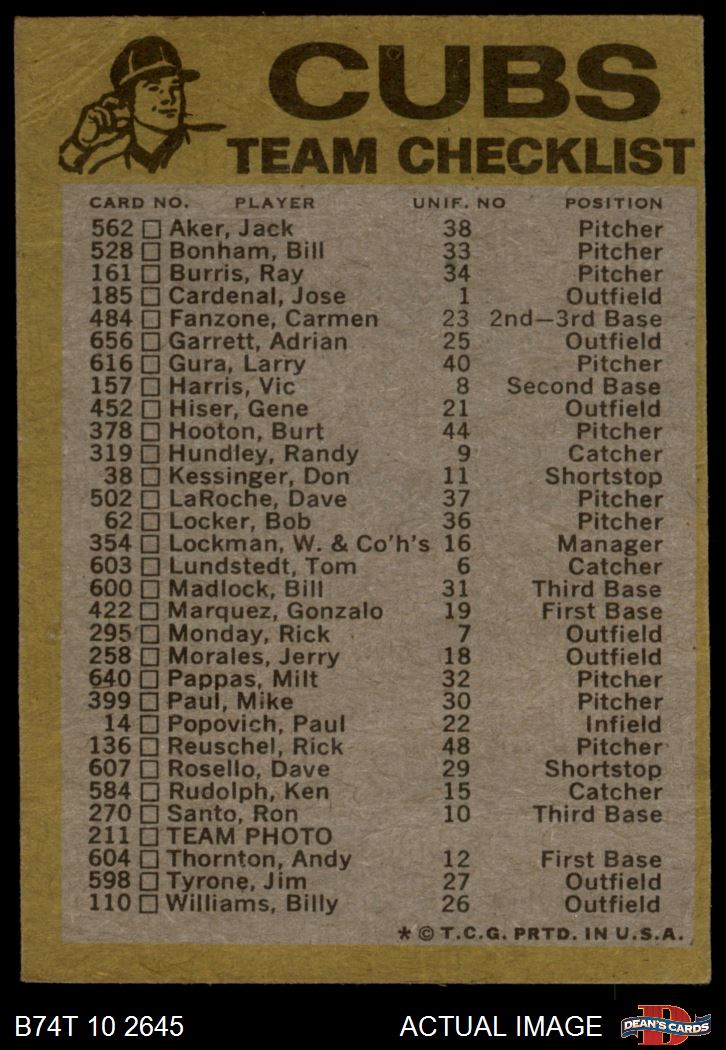 CUBS
TEAM CHECKLIST
CARD NO. PLAYER UNIF. NO POSITION
562 Aker, Jack 38 Pitcher
528 Bonham, Bill 33 Pitcher
161 Burris, Ray 34 Pitcher
185 Cardenal, Jose 1 Outfield
484 Fanzone, Carmen 23 2nd—3rd Base
656 Garrett, Adrian 25 Outfield
616 Gura, Larry 40 Pitcher
157 Harris, Vic 8 Second Base
452 Hiser, Gene 21 Outfield
378 Hooton, Burt 44 Pitcher
319 Hundley, Randy 9 Catcher
38 Kessinger, Don 11 Shortstop
502 LaRoche, Dave 37 Pitcher
62 Locker, Bob 36 Pitcher
354 Lockman, W. & Co'h's 16 Manager
603 Lundstedt, Tom 6 Catcher
600 Madlock, Bill 31 Third Base
422 Marquez, Gonzalo 19 First Base
295 Monday, Rick 7 Outfield
258 Morales, Jerry 18 Outfield
640 Pappas, Milt 32 Pitcher
399 Paul, Mike 30 Pitcher
14 Popovich, Paul 22 Infield
136 Reuschel, Rick 48 Pitcher
607 Rosello, Dave 29 Shortstop
584 Rudolph, Ken 15 Catcher
270 Santo, Ron 10 Third Base
211 TEAM PHOTO
604 Thornton, Andy 12 First Base
598 Tyrone, Jim 27 Outfield
110 Williams, Billy 26 Outfield
* © T.C.G. PRTD. IN U.S.A.
B74T 10 2645 ACTUAL IMAGE D DEAN'S CARDS